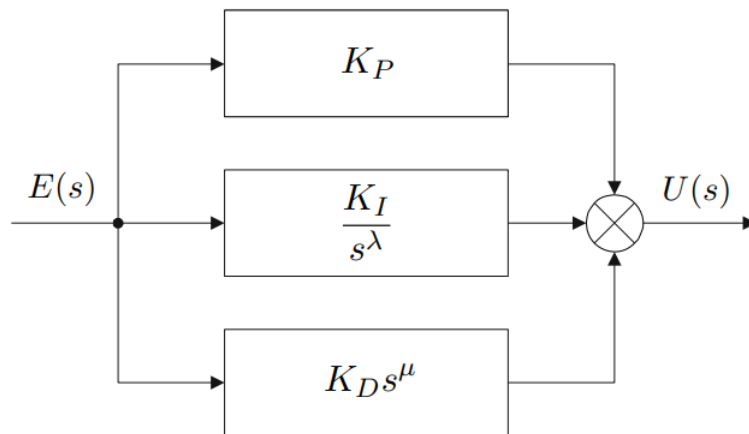 K_P
E(s)
K_I
s^λ
U(s)
K_D s^μ